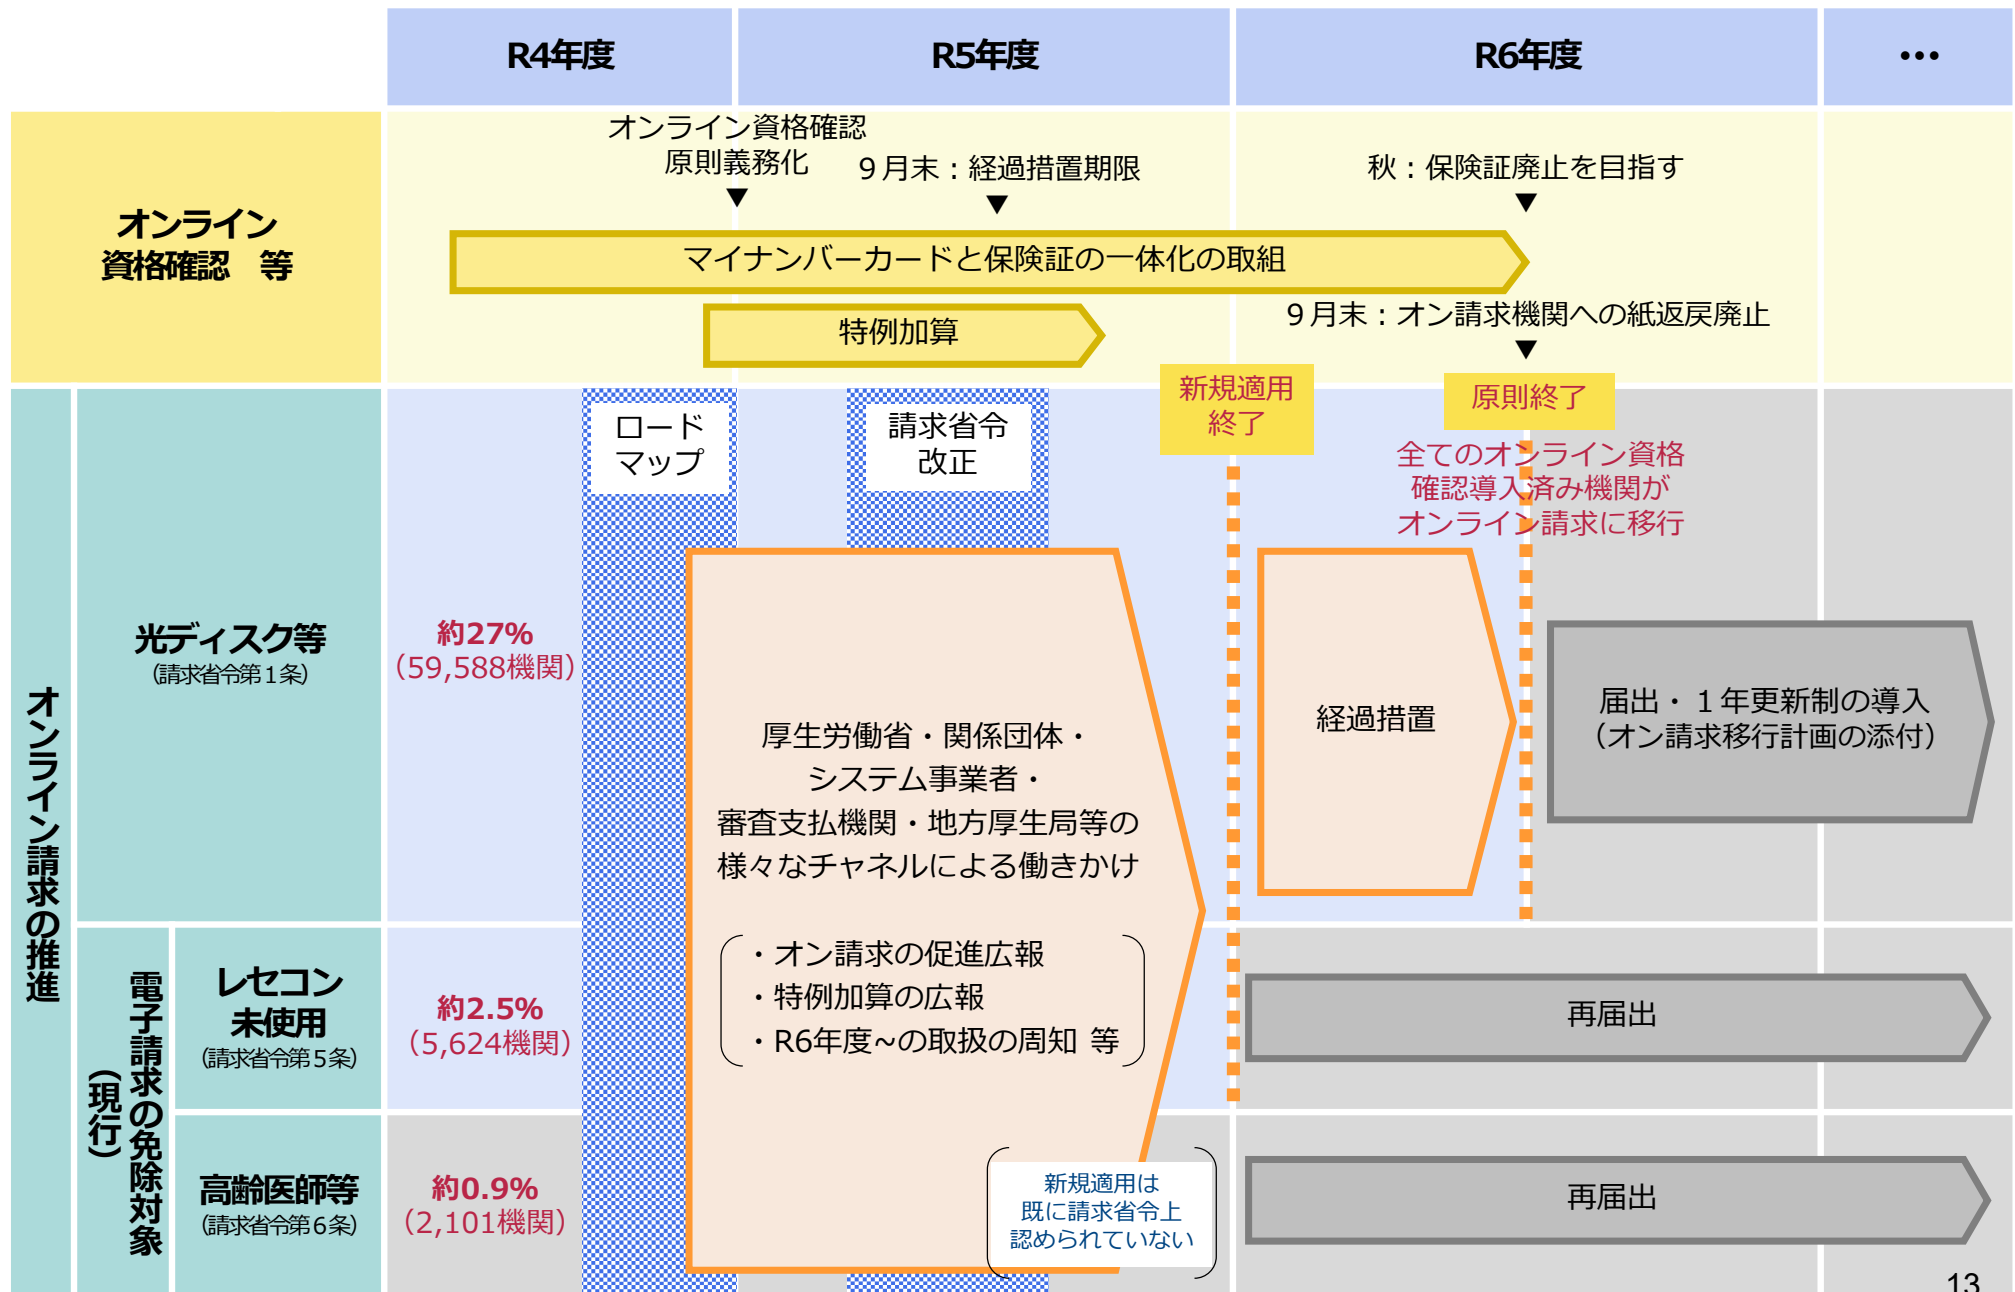 R4年度
R5年度
R6年度
…
オンライン
資格確認　等
オンライン資格確認
原則義務化
▼
９月末：経過措置期限
▼
秋：保険証廃止を目指す
▼
マイナンバーカードと保険証の一体化の取組
特例加算
９月末：オン請求機関への紙返戻廃止
▼
オンライン請求の推進
光ディスク等
（請求省令第１条）
約27%
（59,588機関）
ロード
マップ
請求省令
改正
新規適用
終了
原則終了
全てのオンライン資格
確認導入済み機関が
オンライン請求に移行
厚生労働省・関係団体・
システム事業者・
審査支払機関・地方厚生局等の
様々なチャネルによる働きかけ
・オン請求の促進広報
・特例加算の広報
・R6年度~の取扱の周知 等
経過措置
届出・１年更新制の導入
（オン請求移行計画の添付）
電子請求の免除対象
（現行）
レセコン
未使用
（請求省令第５条）
約2.5%
（5,624機関）
再届出
高齢医師等
（請求省令第６条）
約0.9%
（2,101機関）
新規適用は
既に請求省令上
認められていない
再届出
13